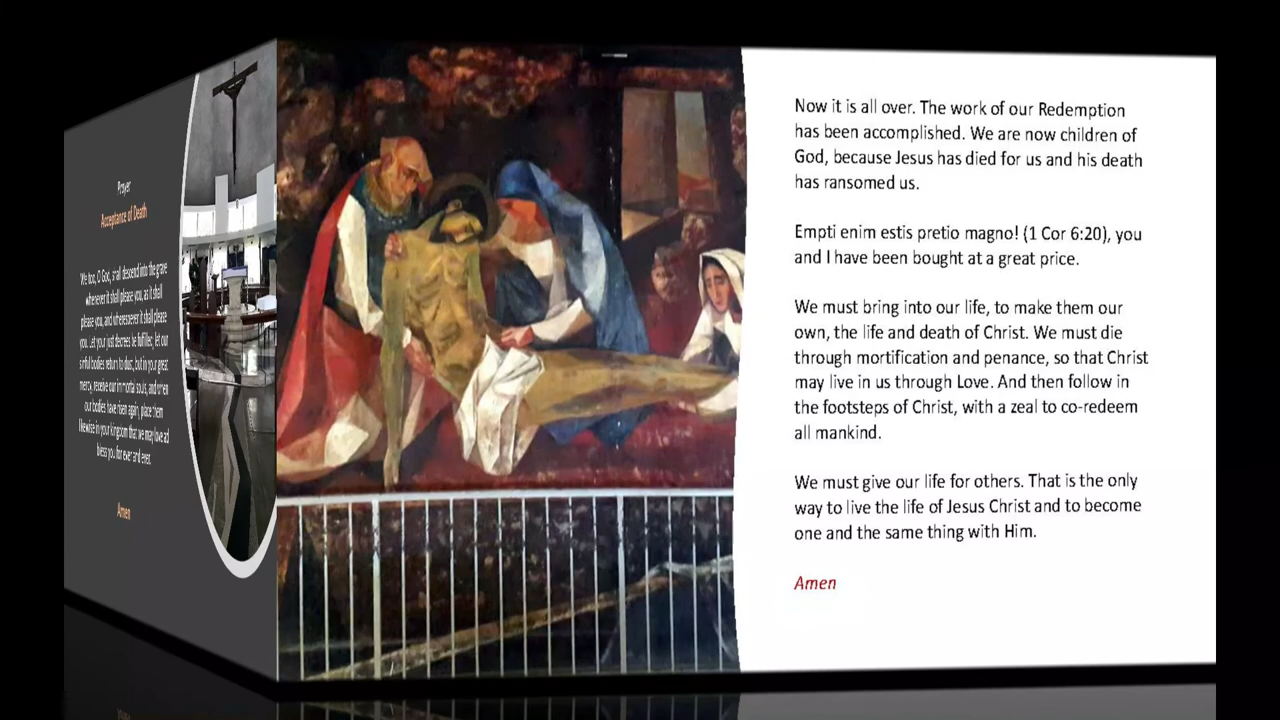 Prayer
Acceptance of Death
We too, O God, shall descend into the grave
whenever it shall please you, as it shall
please you, and wheresoever it shall please
you. Let your just decrees be fulfilled; let our
sinful bodies return to dust, but in your great
mercy, receive our immortal souls, and when
our bodies have risen again, place them
likewise in your kingdom that we may love ad
bless you for ever and ever.
Amen
Now it is all over. The work of our Redemption
has been accomplished. We are now children of
God, because Jesus has died for us and his death
has ransomed us.
Empti enim estis pretio magno! (1 Cor 6:20), you
and I have been bought at a great price.
We must bring into our life, to make them our
own, the life and death of Christ. We must die
through mortification and penance, so that Christ
may live in us through Love. And then follow in
the footsteps of Christ, with a zeal to co-redeem
all mankind.
We must give our life for others. That is the only
way to live the life of Jesus Christ and to become
one and the same thing with Him.
Amen